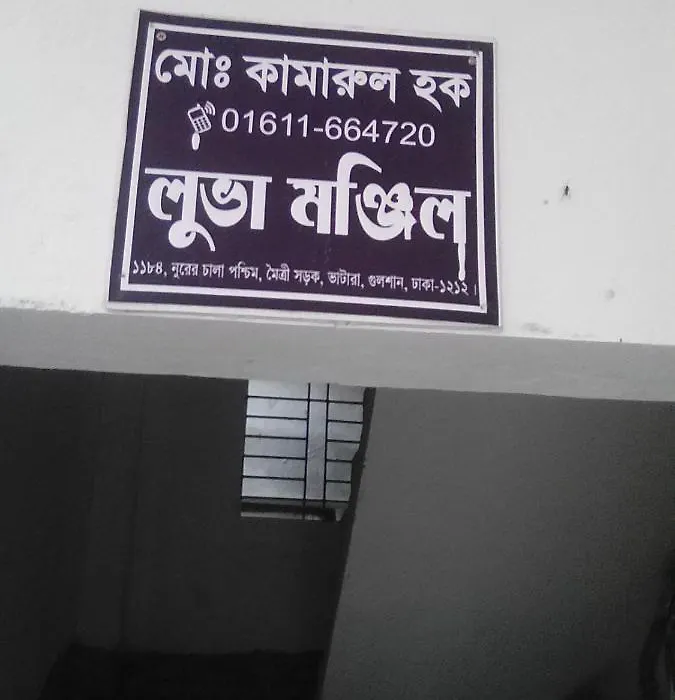 মোঃ কামারুল হক
01611-664720
লুভা মঞ্জিল
১১৮৪, নুরের চালা পশ্চিম, মৈত্রী সড়ক, ভাটারা, গুলশান, ঢাকা-১২১২।